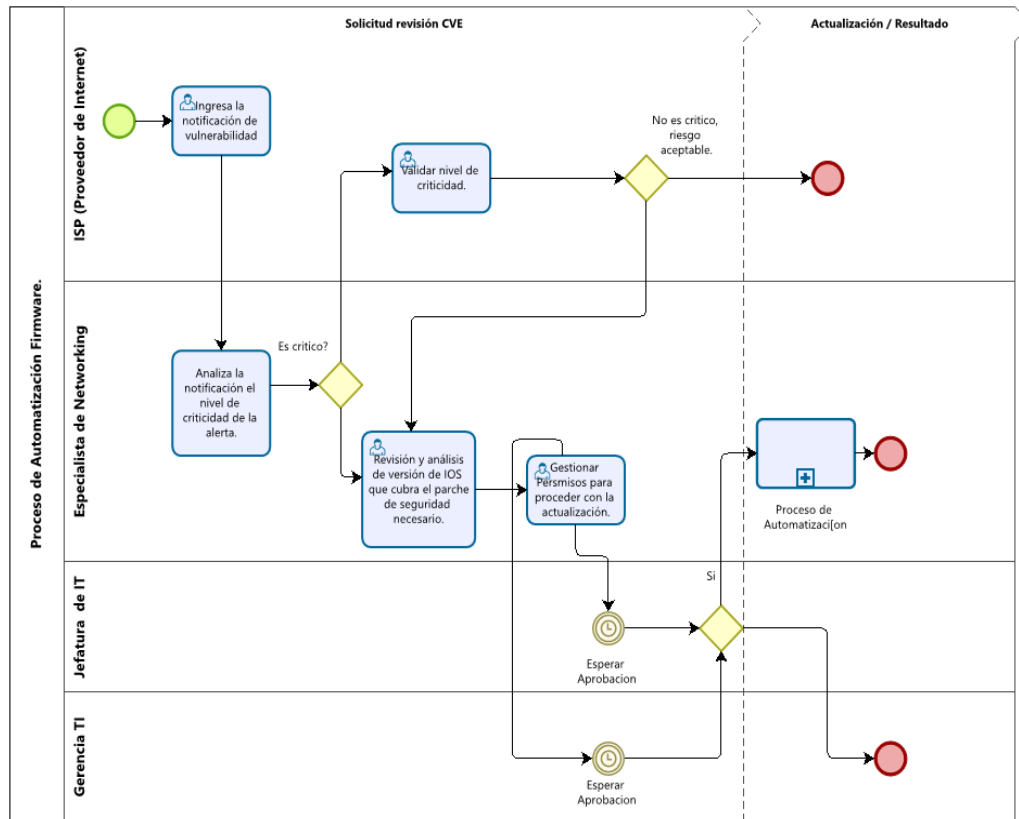 Solicitud revisión CVE
Actualización / Resultado
Proceso de Automatización Firmware.
ISP (Proveedor de Internet)
Ingresa la
notificación de
vulnerabilidad
Validar nivel de
criticidad.
No es critico,
riesgo
aceptable.
Especialista de Networking
Analiza la
notificación el
nivel de
criticidad de la
alerta.
Es critico?
Revisión y análisis
de versión de IOS
que cubra el parche
de seguridad
necesario.
Gestionar
Persmisos para
proceder con la
actualización.
Proceso de
Automatizaci[on
Jefatura de IT
Si
Esperar
Aprobacion
Gerencia TI
Esperar
Aprobacion